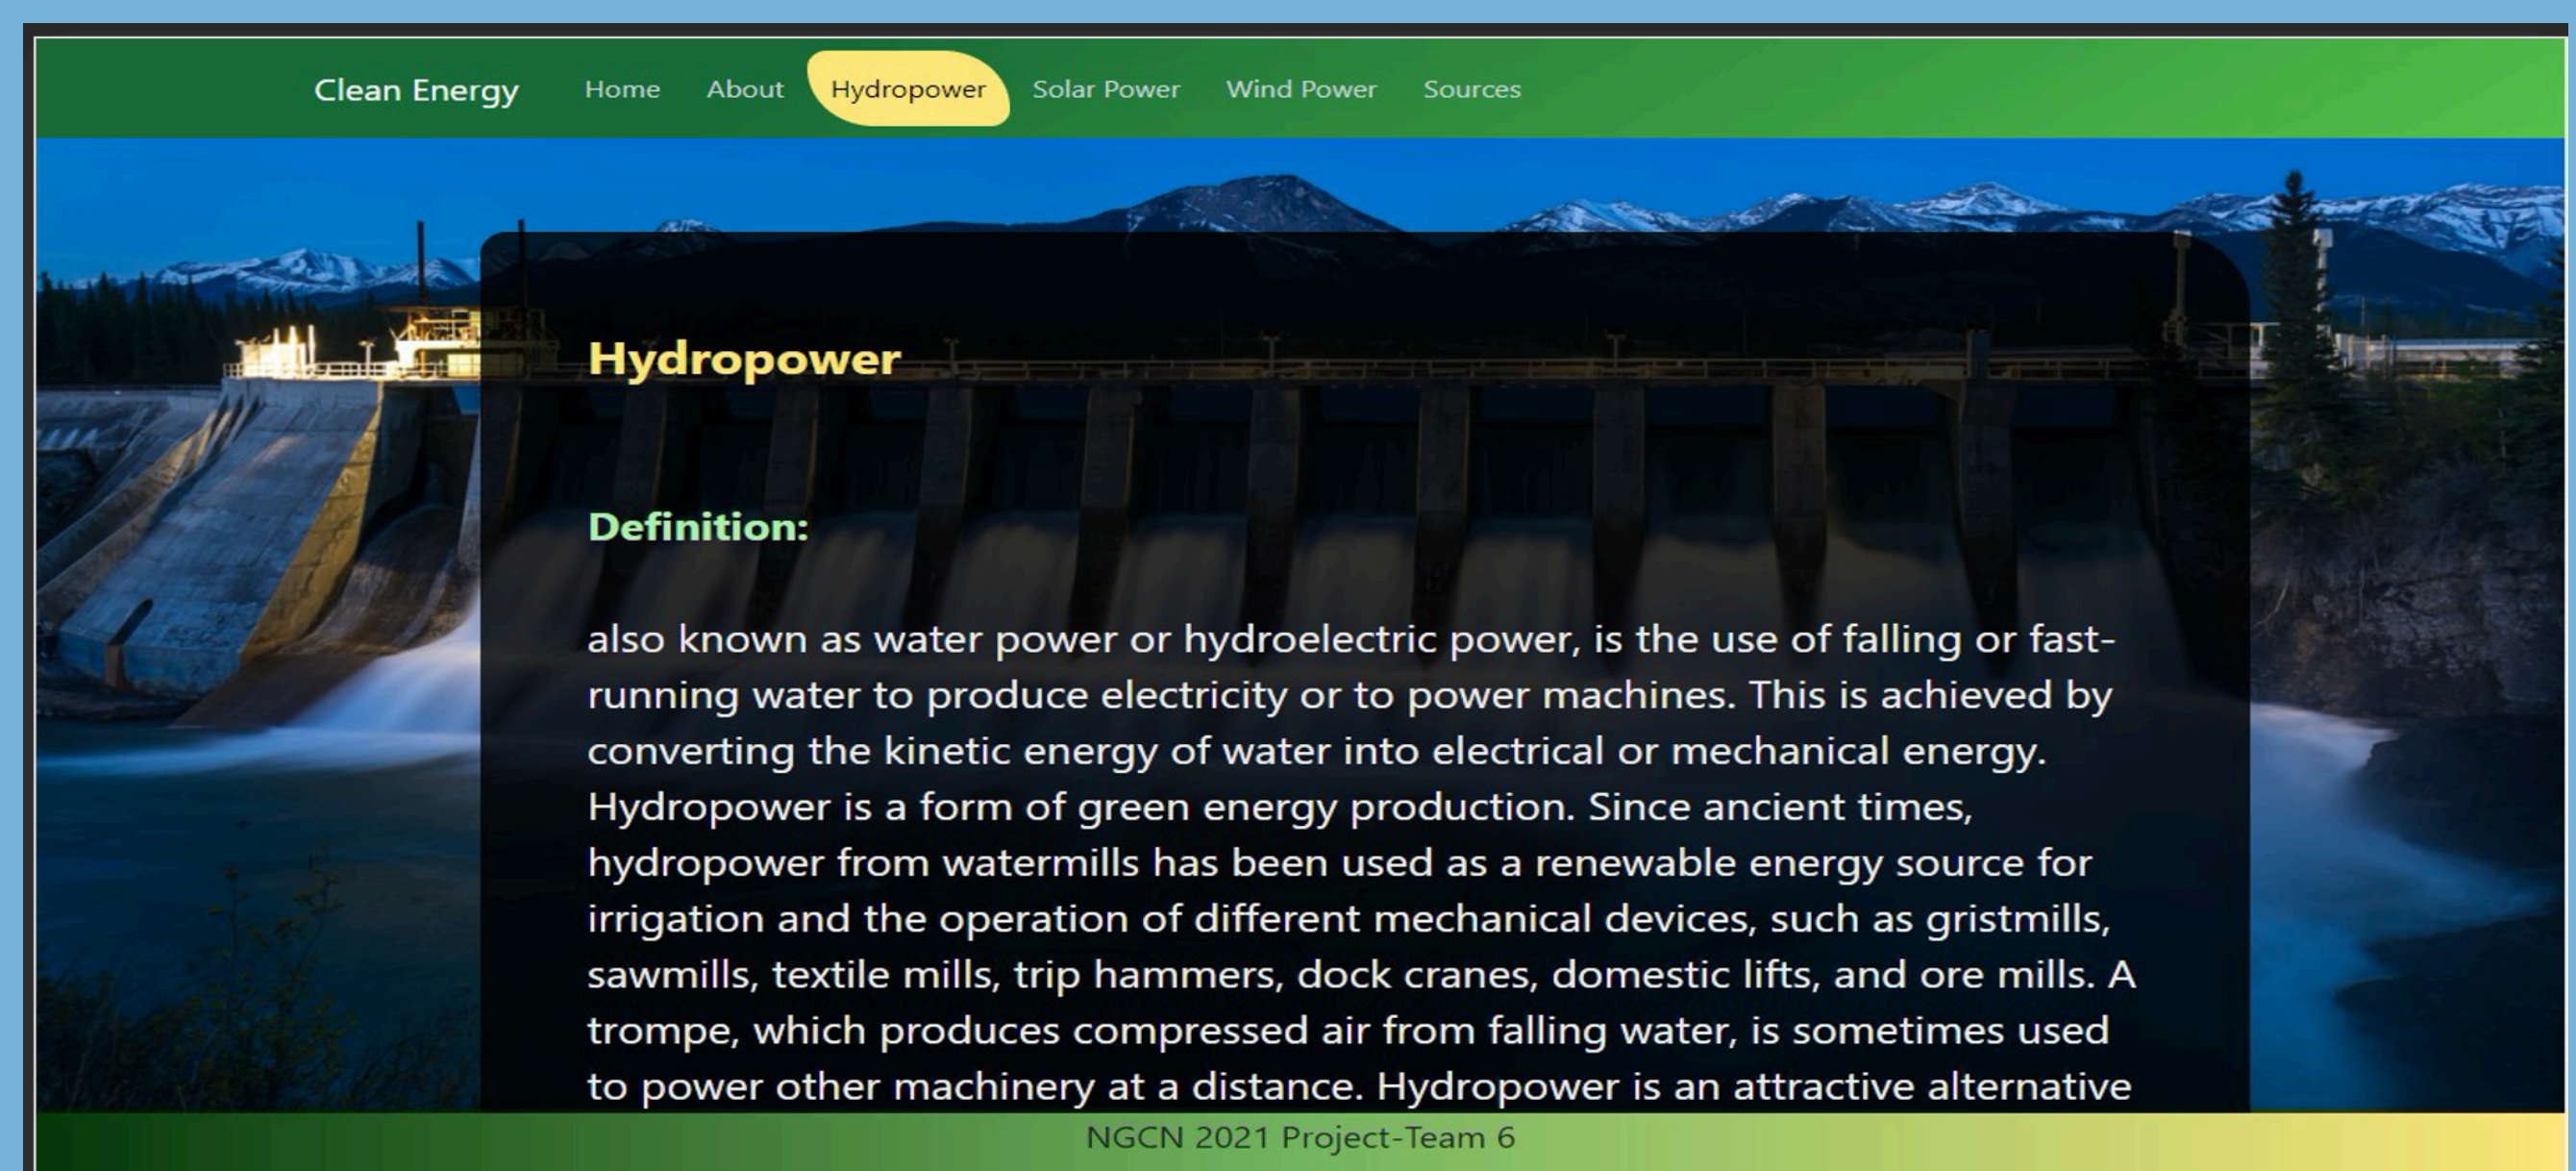 Clean Energy Home About Hydropower Solar Power Wind Power Sources
Hydropower
Definition:
also known as water power or hydroelectric power, is the use of falling or fast-
running water to produce electricity or to power machines. This is achieved by
converting the kinetic energy of water into electrical or mechanical energy.
Hydropower is a form of green energy production. Since ancient times,
hydropower from watermills has been used as a renewable energy source for
irrigation and the operation of different mechanical devices, such as gristmills,
sawmills, textile mills, trip hammers, dock cranes, domestic lifts, and ore mills. A
trompe, which produces compressed air from falling water, is sometimes used
to power other machinery at a distance. Hydropower is an attractive alternative
NGCN 2021 Project-Team 6